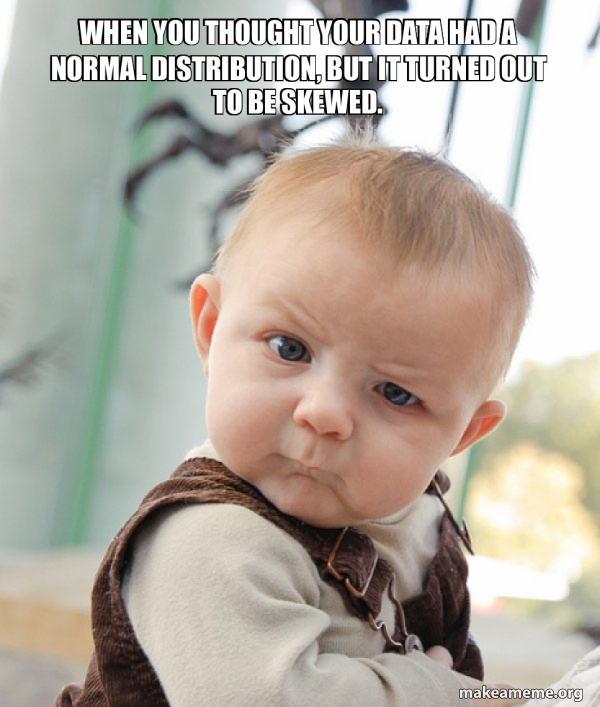 WHEN YOU THOUGHT YOUR DATA HAD A
NORMAL DISTRIBUTION, BUT IT TURNED OUT
TO BE SKEWED.
makeameme.org